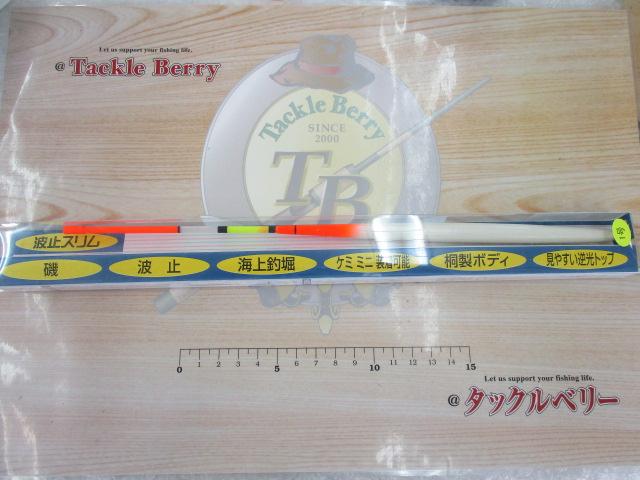 Let us support your fishing life.
@ Tackle Berry
Tackle Berry
SINCE
2000
TB
波止スリム
磯 波止 海上釣堀 ケミミニ装着可能 桐製ボディ 見やすい逆光トップ
0 1 2 3 4 5 6 7 8 9 10 11 12 13 14 15
Let us support your fishing life.
@ タックルベリー